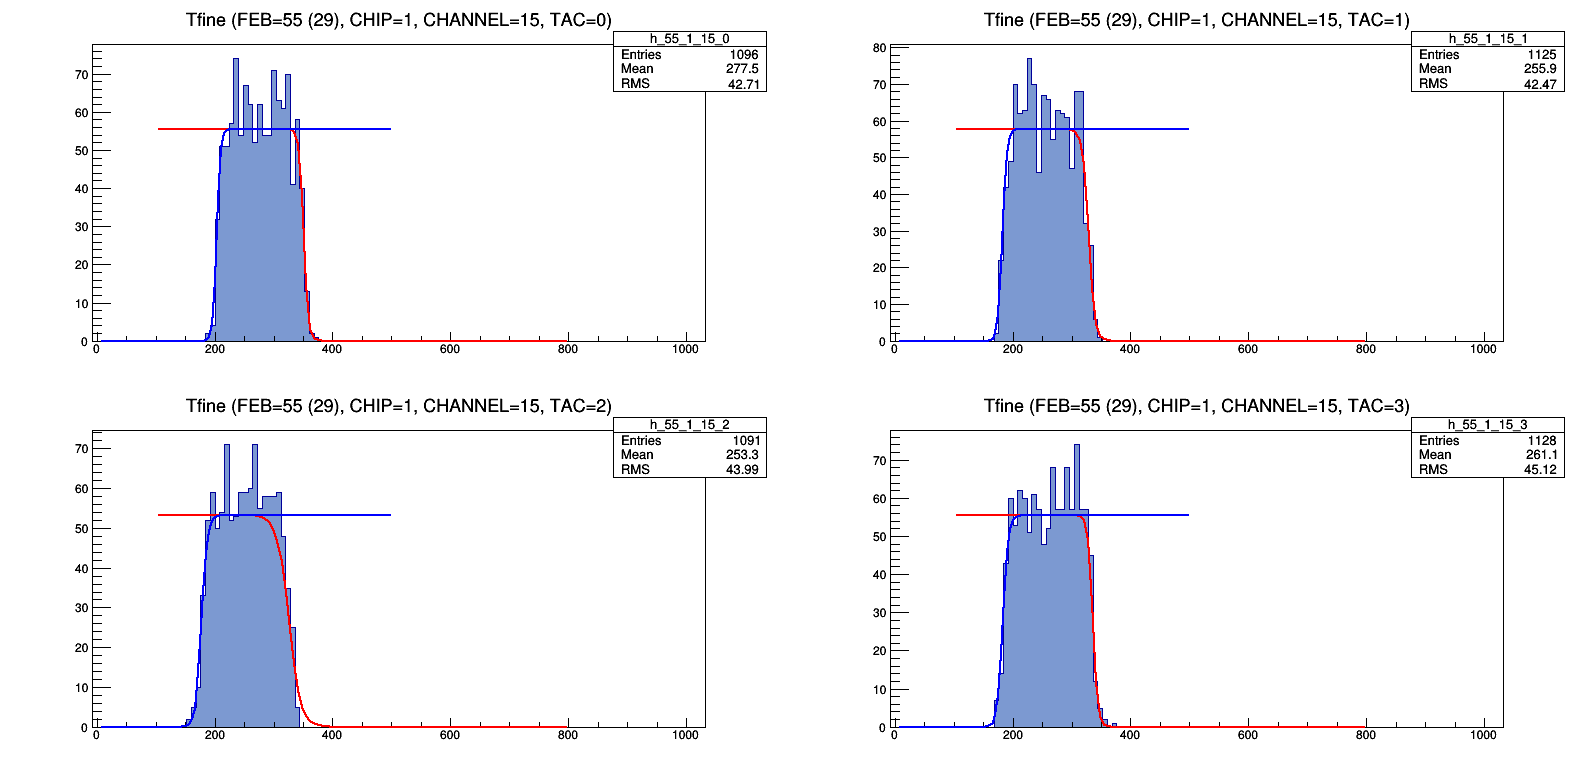 Tfine (FEB=55 (29), CHIP=1, CHANNEL=15, TAC=0)
h_55_1_15_0
Entries 1096
Mean 277.5
RMS 42.71
70
60
50
40
30
20
10
0
0 200 400 600 800 1000
Tfine (FEB=55 (29), CHIP=1, CHANNEL=15, TAC=1)
h_55_1_15_1
Entries 1125
Mean 255.9
RMS 42.47
80
70
60
50
40
30
20
10
0
0 200 400 600 800 1000
Tfine (FEB=55 (29), CHIP=1, CHANNEL=15, TAC=2)
h_55_1_15_2
Entries 1091
Mean 253.3
RMS 43.99
70
60
50
40
30
20
10
0
0 200 400 600 800 1000
Tfine (FEB=55 (29), CHIP=1, CHANNEL=15, TAC=3)
h_55_1_15_3
Entries 1128
Mean 261.1
RMS 45.12
70
60
50
40
30
20
10
0
0 200 400 600 800 1000